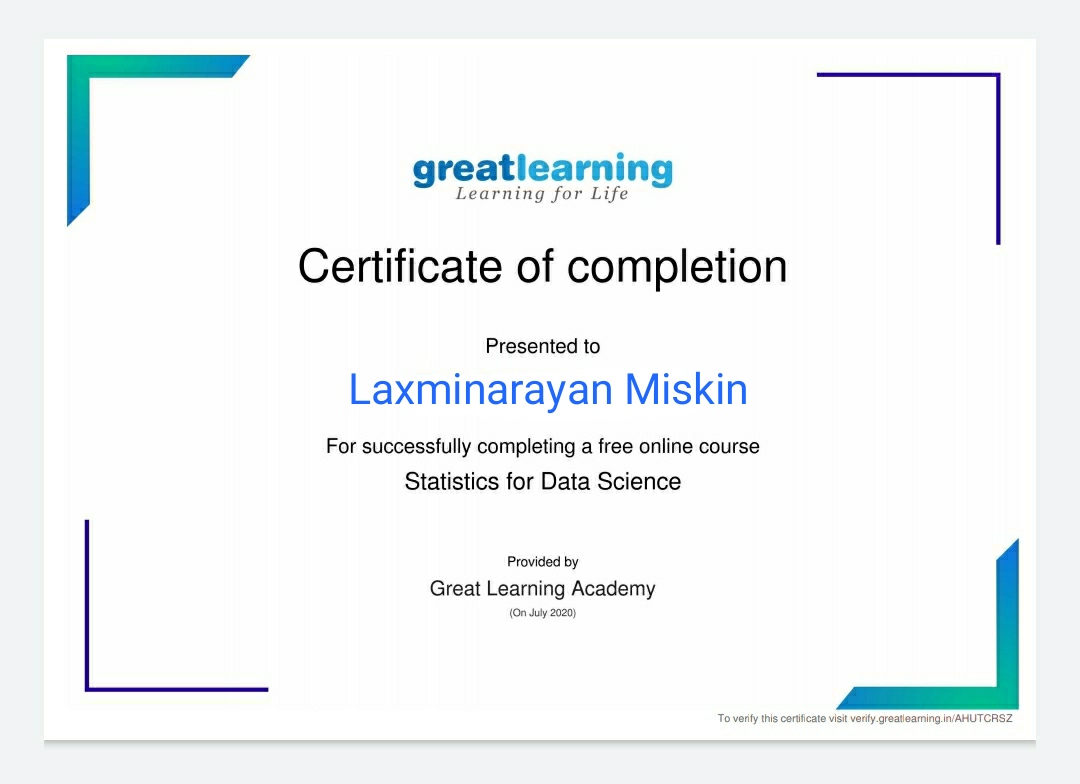 greatlearning
Learning for Life
Certificate of completion
Presented to
Laxminarayan Miskin
For successfully completing a free online course
Statistics for Data Science
Provided by
Great Learning Academy
(On July 2020)
To verify this certificate visit verify.greatlearning.in/AHUTCRSZ